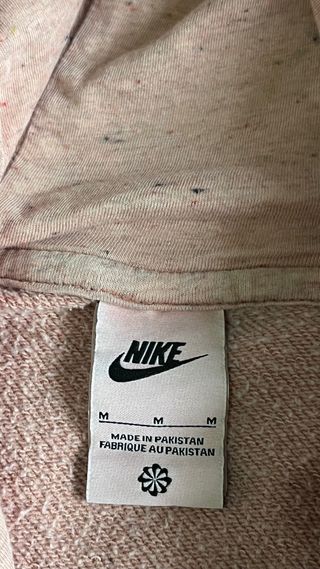 NIKE
M M M
MADE IN PAKISTAN
FABRIQUE AU PAKISTAN